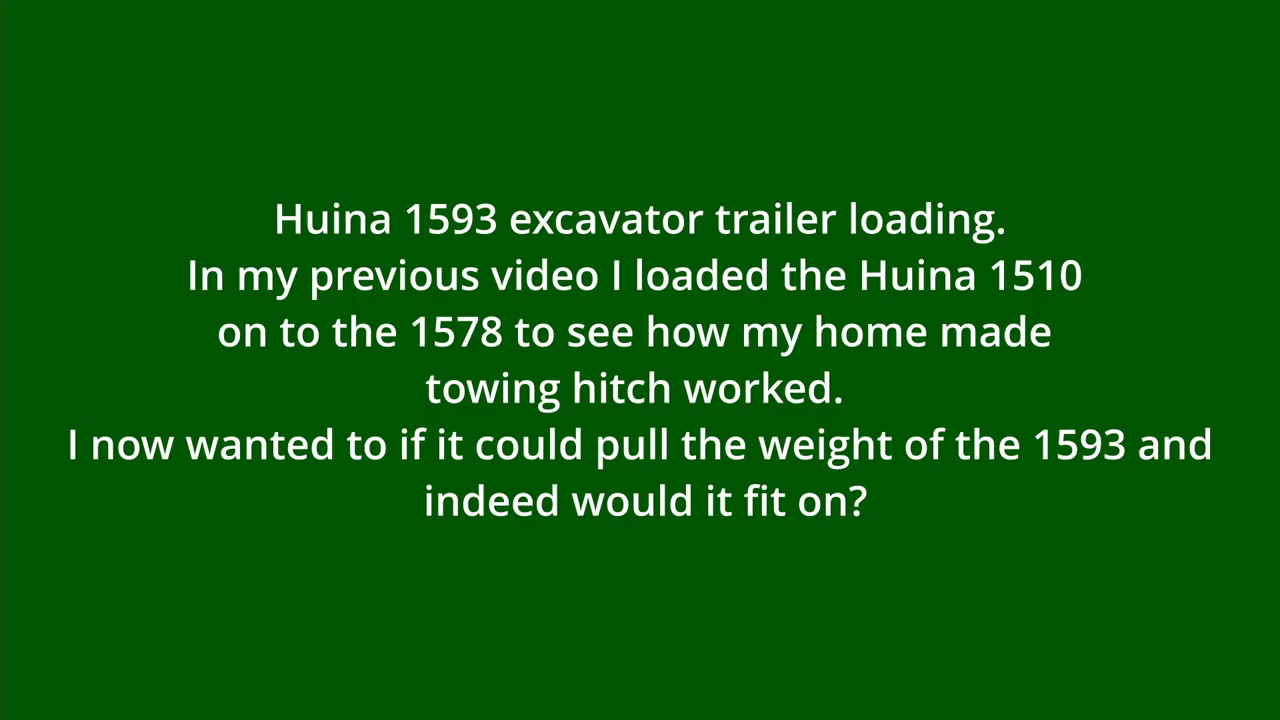 Huina 1593 excavator trailer loading.
In my previous video I loaded the Huina 1510
on to the 1578 to see how my home made
towing hitch worked.
I now wanted to if it could pull the weight of the 1593 and
indeed would it fit on?